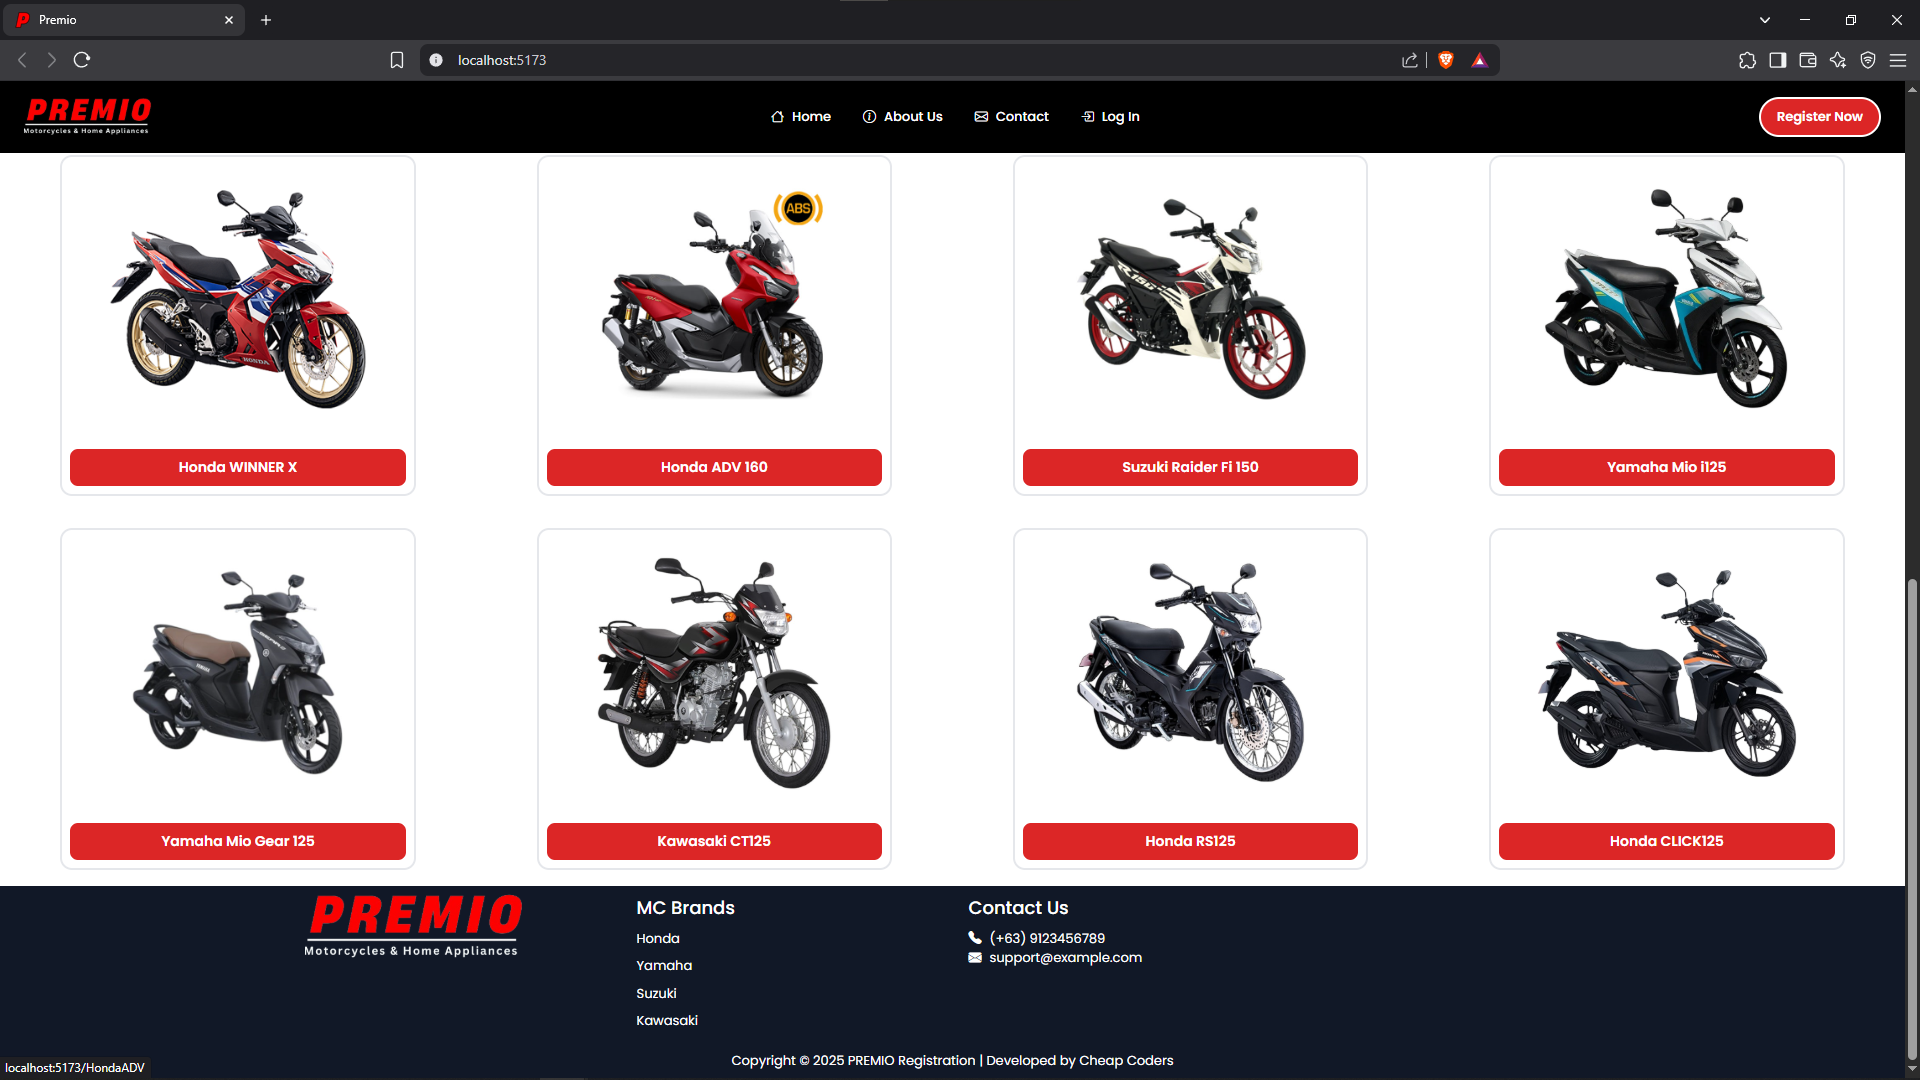 Premio
localhost:5173
PREMIO
Motorcycles & Home Appliances
Home
About Us
Contact
Log In
Register Now
ABS
HONDA
Honda WINNER X
Honda ADV 160
Suzuki Raider Fi 150
Yamaha Mio i125
CLICK
Yamaha Mio Gear 125
Kawasaki CT125
Honda RS125
Honda CLICK125
PREMIO
Motorcycles & Home Appliances
MC Brands
Honda
Yamaha
Suzuki
Kawasaki
Contact Us
(+63) 9123456789
support@example.com
Copyright © 2025 PREMIO Registration | Developed by Cheap Coders
localhost:5173/HondaADV